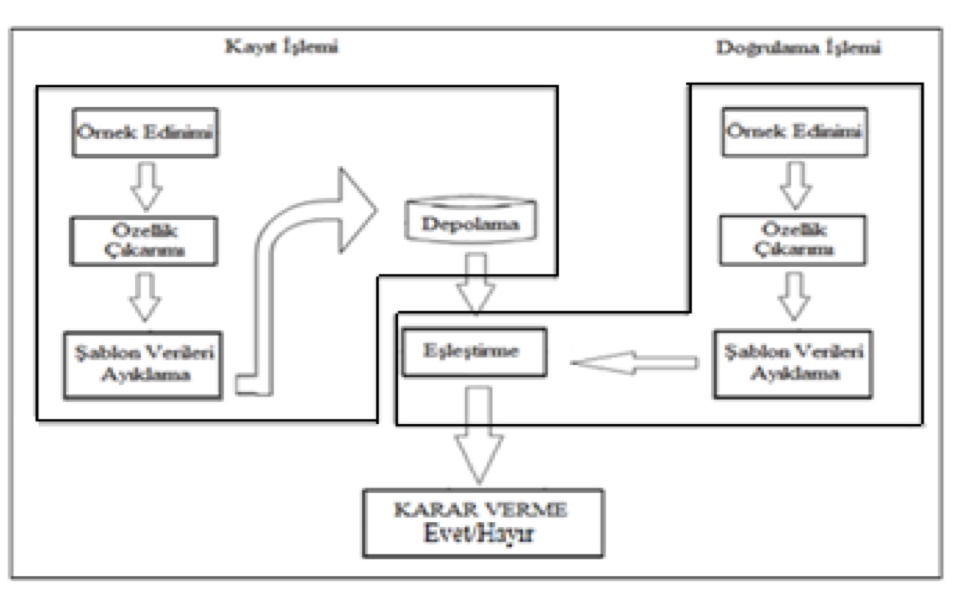 Kayıt İşlemi
Örnek Edinimi
Özellik
Çıkarımı
Şablon Verileri
Ayıklama
Depolama
Doğrulama İşlemi
Örnek Edinimi
Özellik
Çıkarımı
Şablon Verileri
Ayıklama
Eşleştirme
KARAR VERME
Evet/Hayır